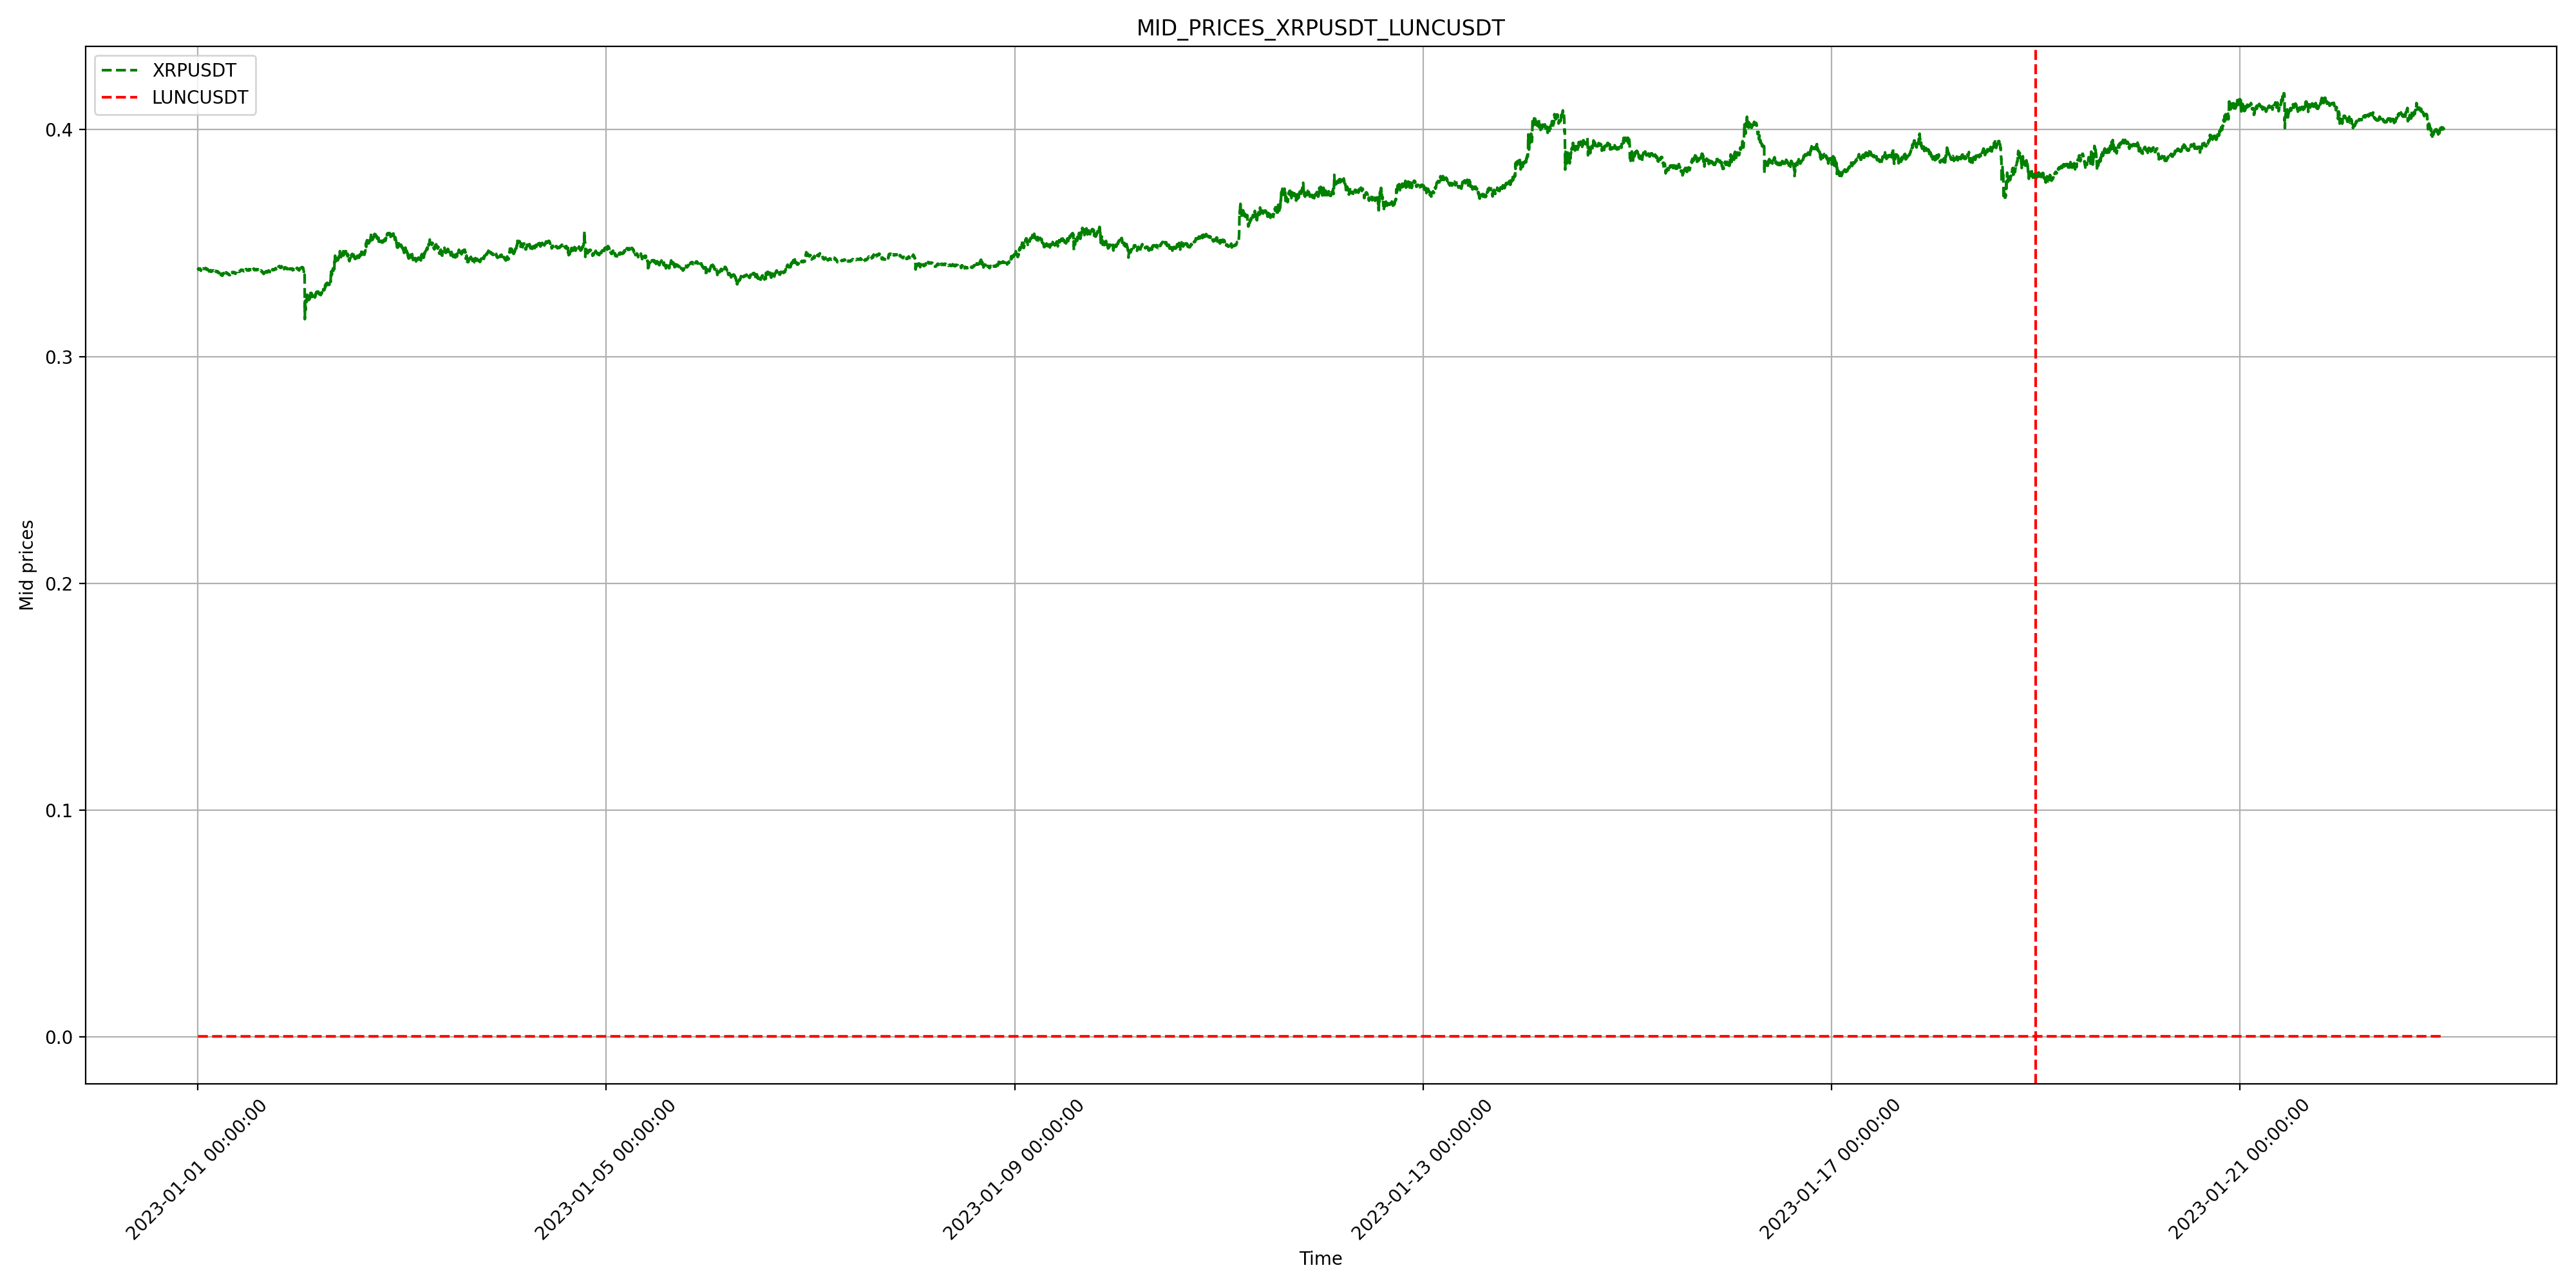 MID_PRICES_XRPUSDT_LUNCUSDT
XRPUSDT
LUNCUSDT
0.4
0.3
0.2
0.1
0.0
Mid prices
2023-01-01 00:00:00
2023-01-05 00:00:00
2023-01-09 00:00:00
2023-01-13 00:00:00
2023-01-17 00:00:00
2023-01-21 00:00:00
Time